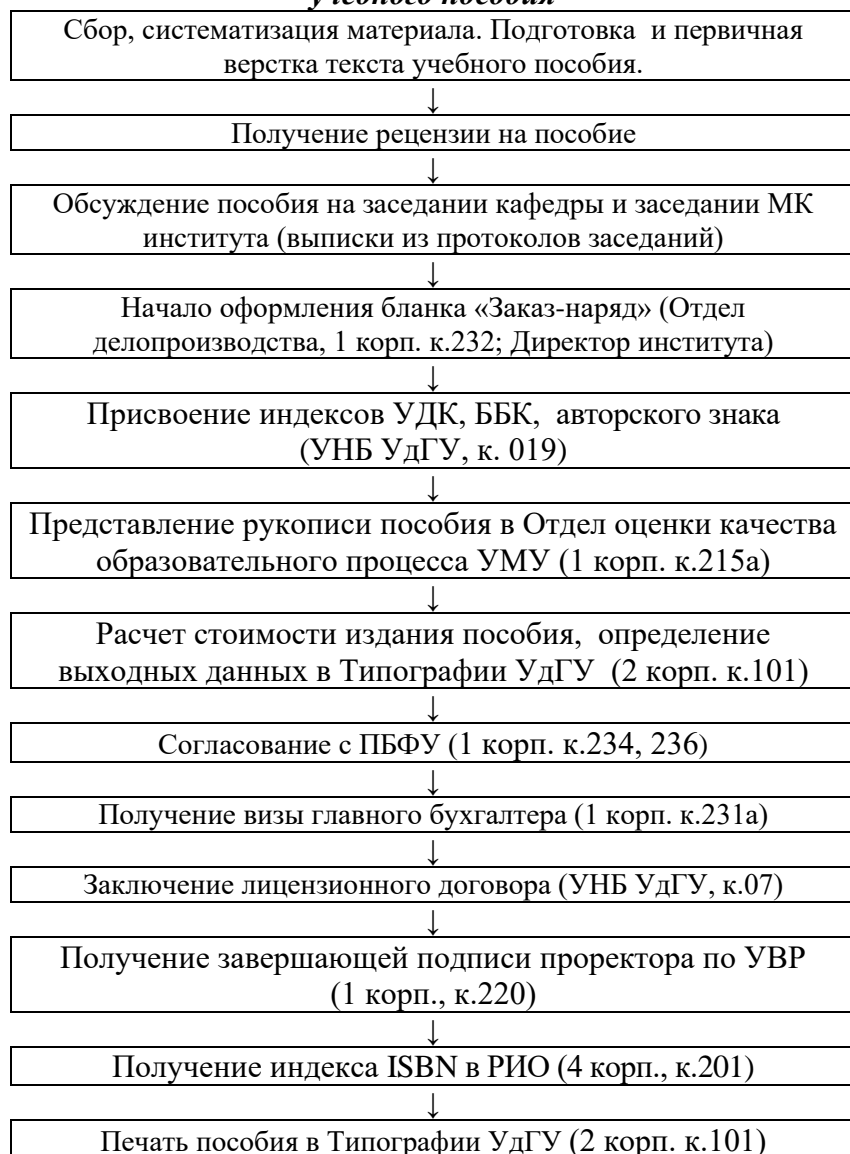 учебного пособия
Сбор, систематизация материала. Подготовка и первичная
верстка текста учебного пособия.
↓
Получение рецензии на пособие
↓
Обсуждение пособия на заседании кафедры и заседании МК
института (выписки из протоколов заседаний)
↓
Начало оформления бланка «Заказ-наряд» (Отдел
делопроизводства, 1 корп. к.232; Директор института)
↓
Присвоение индексов УДК, ББК, авторского знака
(УНБ УдГУ, к. 019)
↓
Представление рукописи пособия в Отдел оценки качества
образовательного процесса УМУ (1 корп. к.215а)
↓
Расчет стоимости издания пособия, определение
выходных данных в Типографии УдГУ (2 корп. к.101)
↓
Согласование с ПБФУ (1 корп. к.234, 236)
↓
Получение визы главного бухгалтера (1 корп. к.231а)
↓
Заключение лицензионного договора (УНБ УдГУ, к.07)
↓
Получение завершающей подписи проректора по УВР
(1 корп., к.220)
↓
Получение индекса ISBN в РИО (4 корп., к.201)
↓
Печать пособия в Типографии УдГУ (2 корп. к.101)